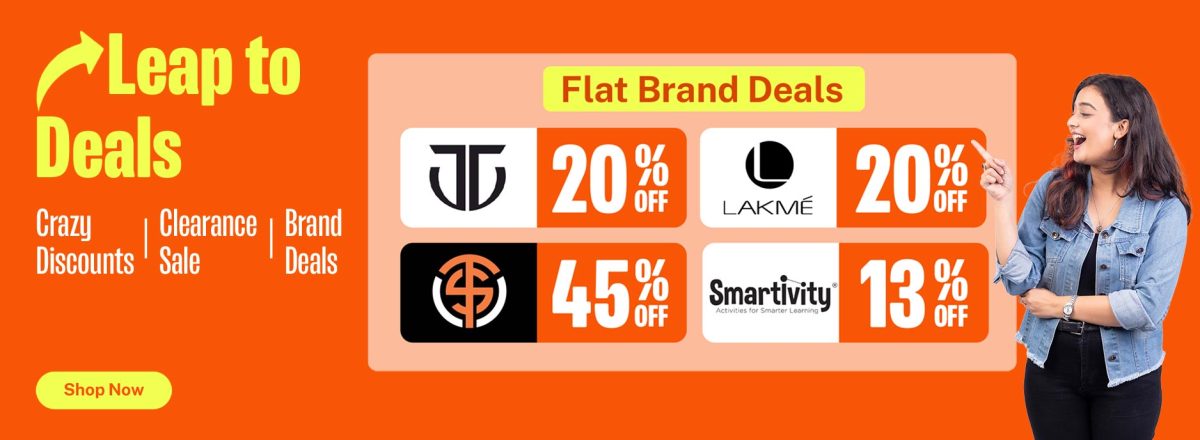 Leap to
Deals
Crazy
Discounts
Clearance
Sale
Brand
Deals
Shop Now
Flat Brand Deals
20% OFF
LAKMÉ
20% OFF
45% OFF
Smartivity®
Activities for Smarter Learning
13% OFF